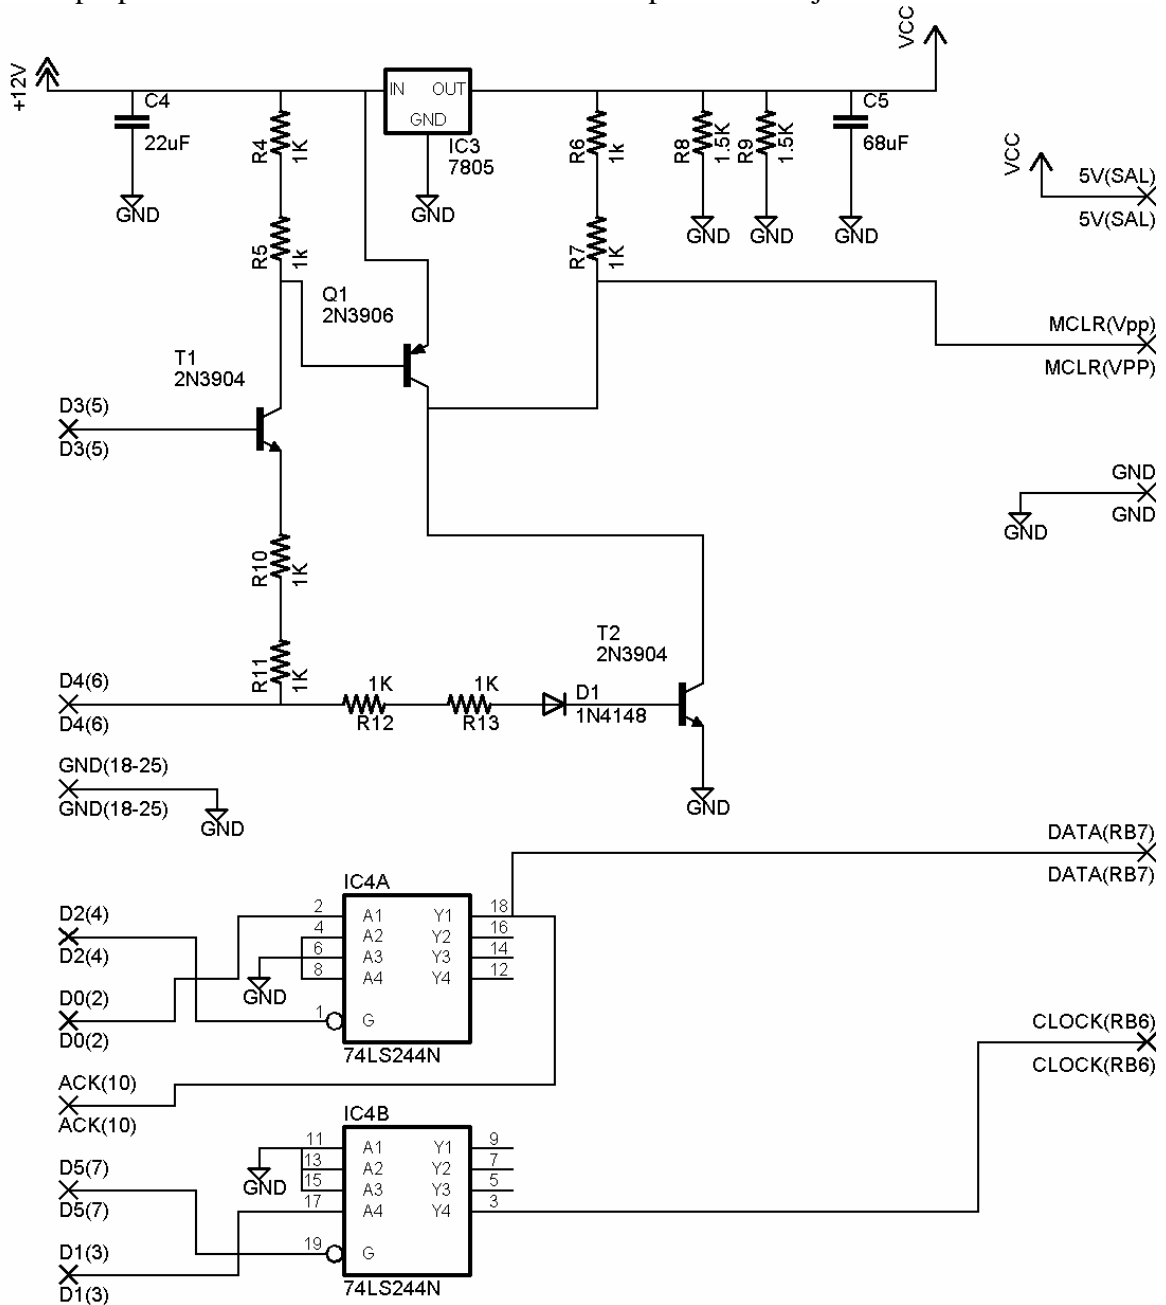 VCC
+12V
C4
22uF
GND
R4
1K
R5
1k
IN OUT
GND
IC3
7805
GND
R6
1k
R7
1K
R8
1.5K
GND
R9
1.5K
GND
C5
68uF
GND
VCC
5V(SAL)
5V(SAL)
Q1
2N3906
MCLR(Vpp)
MCLR(VPP)
T1
2N3904
D3(5)
D3(5)
GND
GND
GND
R10
1K
R11
1K
D4(6)
D4(6)
1K
R12
1K
R13
D1
1N4148
T2
2N3904
GND
GND(18-25)
GND(18-25)
GND
DATA(RB7)
DATA(RB7)
IC4A
D2(4)
D2(4)
D0(2)
D0(2)
GND
2 A1 Y1 18
4 A2 Y2 16
6 A3 Y3 14
8 A4 Y4 12
1 G
74LS244N
CLOCK(RB6)
CLOCK(RB6)
ACK(10)
ACK(10)
IC4B
D5(7)
D5(7)
GND
11 A1 Y1 9
13 A2 Y2 7
15 A3 Y3 5
17 A4 Y4 3
19 G
D1(3)
D1(3)
74LS244N